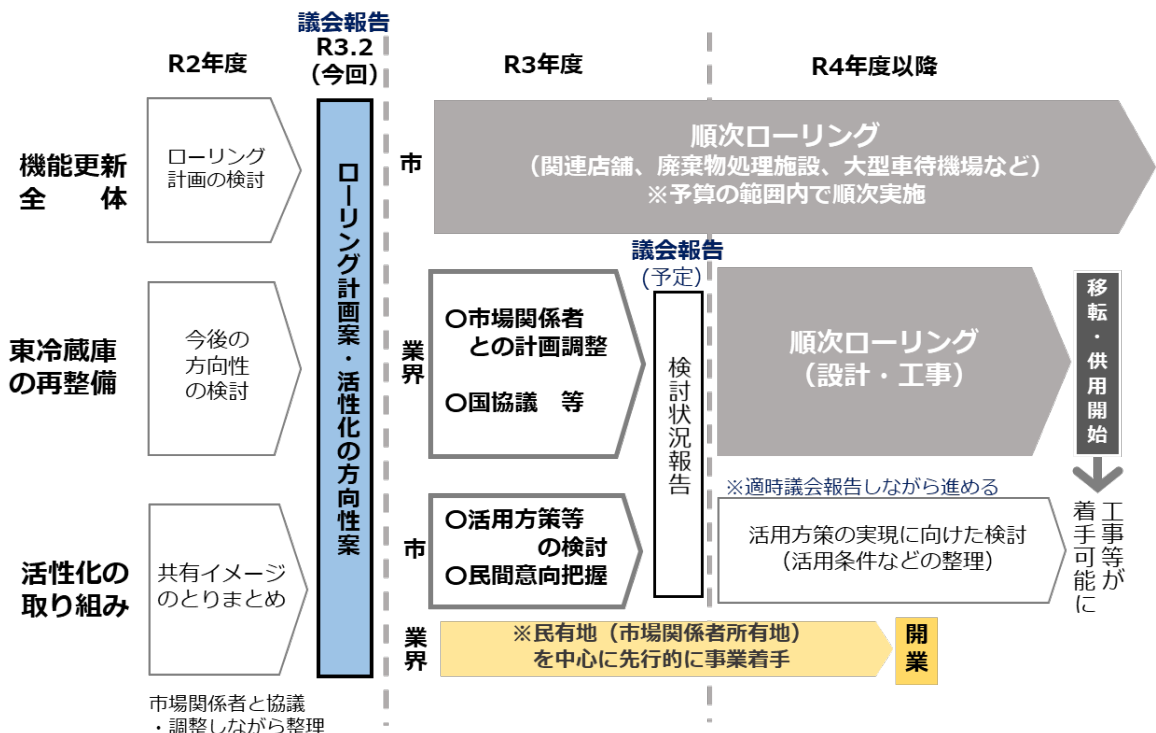 議会報告
R3.2
(今回)
R2年度
R3年度
R4年度以降
機能更新
全　体
ローリング
計画の検討
ローリング計画案・活性化の方向性案
市
順次ローリング
（関連店舗、廃棄物処理施設、大型車待機場など）
※予算の範囲内で順次実施
議会報告
(予定)
東冷蔵庫
の再整備
今後の
方向性
の検討
業界
〇市場関係者
との計画調整
〇国協議　等
検討状況報告
順次ローリング
（設計・工事）
移転・供用開始
※適時議会報告しながら進める
工事等が
着手可能に
活性化の
取り組み
共有イメージ
のとりまとめ
市
〇活用方策等
の検討
〇民間意向把握
活用方策の実現に向けた検討
（活用条件などの整理）
業界
※民有地（市場関係者所有地）
を中心に先行的に事業着手
開業
市場関係者と協議
・調整しながら整理